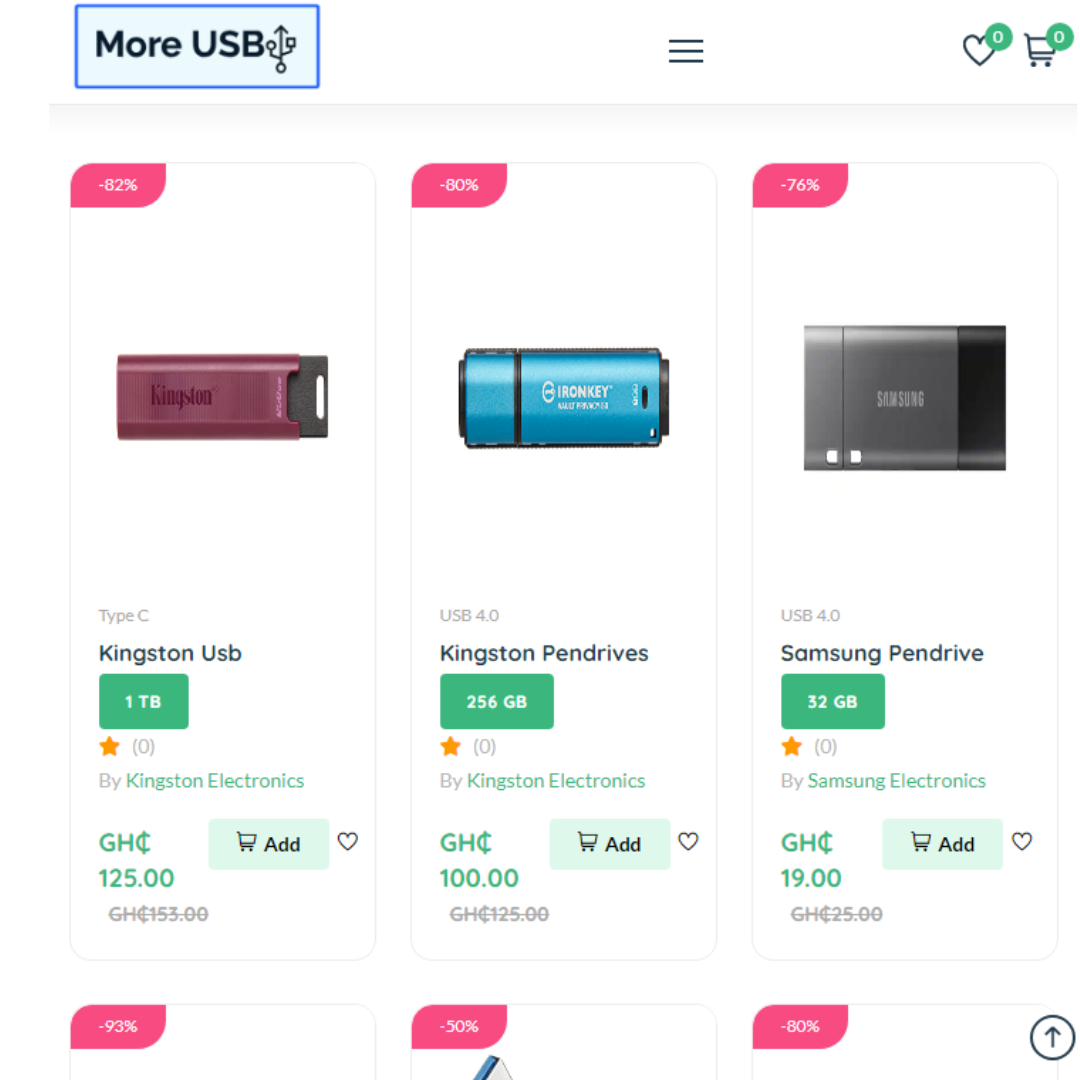 More USB
0
0
-82%
-80%
-76%
Kingston
IRONKEY
VAULT PRIVACY 50
SAMSUNG
Type C
Kingston Usb
1 TB
(0)
By Kingston Electronics
GH₵ 125.00
Add
GH₵153.00
USB 4.0
Kingston Pendrives
256 GB
(0)
By Kingston Electronics
GH₵ 100.00
Add
GH₵125.00
USB 4.0
Samsung Pendrive
32 GB
(0)
By Samsung Electronics
GH₵ 19.00
Add
GH₵25.00
-93%
-50%
-80%